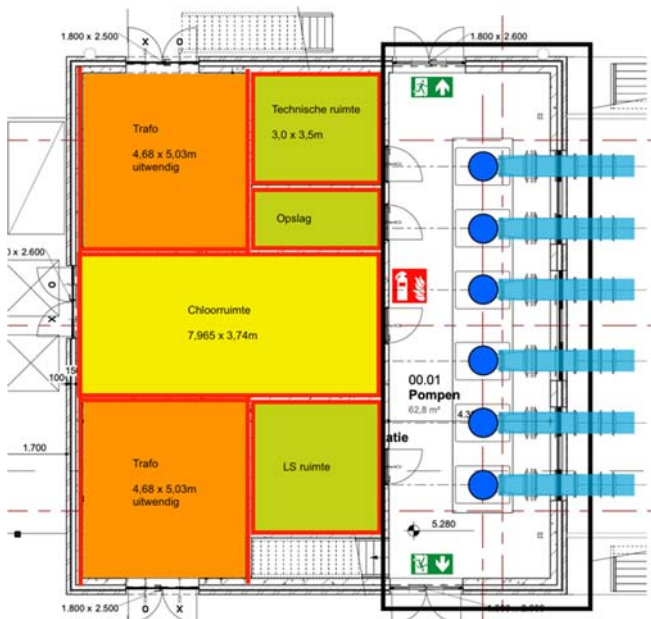 1.800 x 2.500
X
O
1.800 x 2.600
Trafo
4,68 x 5,03m
uitwendig
Technische ruimte
3,0 x 3,5m
Opslag
0 x 2.600
O
X
Chloorruimte
7,965 x 3,74m
150
100
00.01
Pompen
62,8 m²
atie
1.700
Trafo
4,68 x 5,03m
uitwendig
LS ruimte
5.280
1.800 x 2.500
O
X